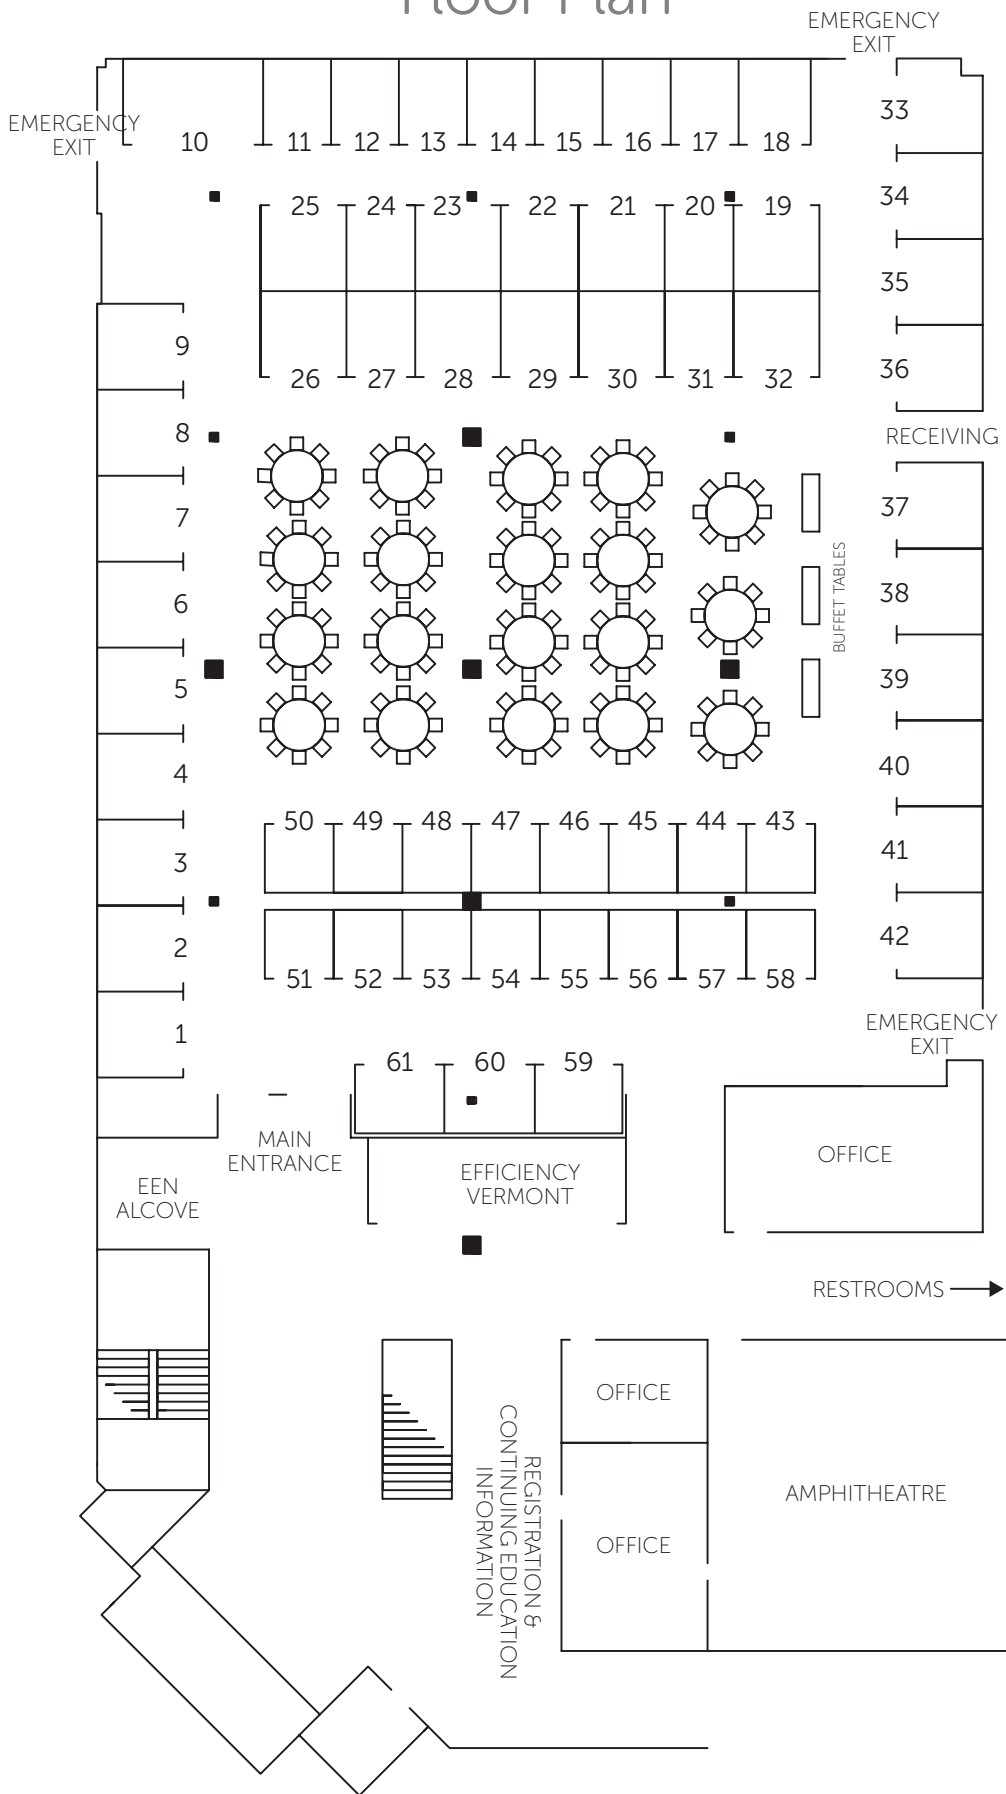 Floor Plan
EMERGENCY
EXIT
EMERGENCY
EXIT
10 11 12 13 14 15 16 17 18
33
34
35
36
25 24 23 22 21 20 19
26 27 28 29 30 31 32
9
8
7
6
5
4
3
2
1
RECEIVING
37
38
39
40
41
42
BUFFET TABLES
50 49 48 47 46 45 44 43
51 52 53 54 55 56 57 58
EMERGENCY
EXIT
61 60 59
MAIN
ENTRANCE
EFFICIENCY
VERMONT
OFFICE
EEN
ALCOVE
RESTROOMS
OFFICE
REGISTRATION &
CONTINUING EDUCATION
INFORMATION
AMPHITHEATRE
OFFICE